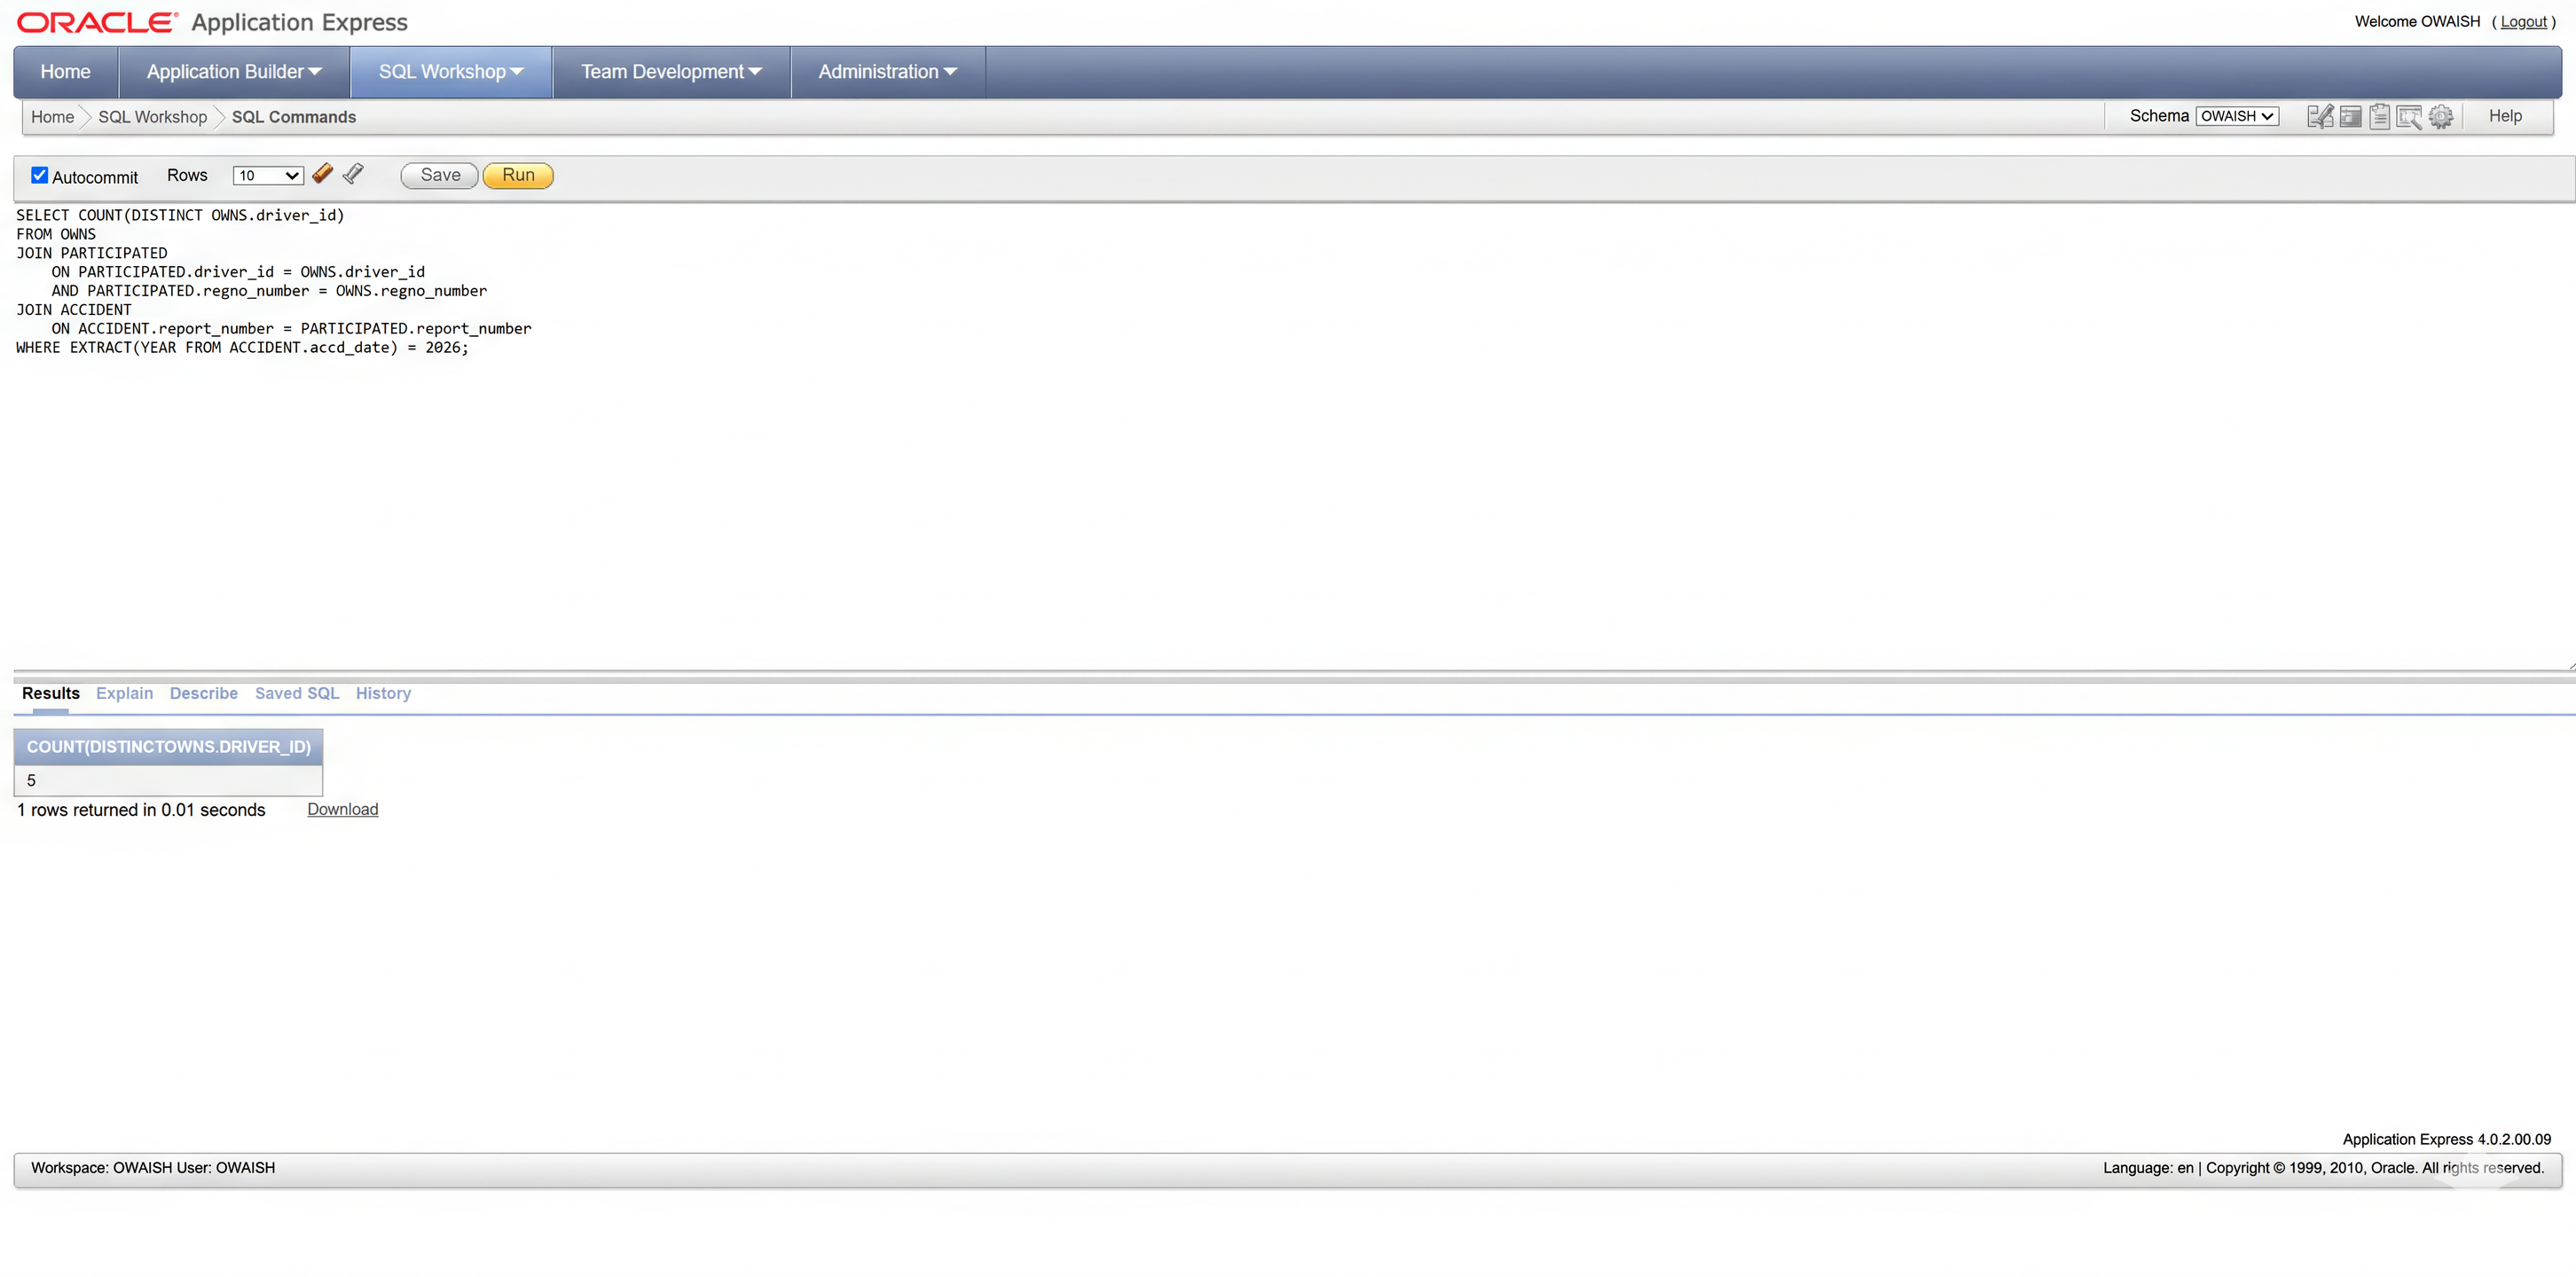 ORACLE® Application Express
Welcome OWAISH ( Logout )
Home Application Builder SQL Workshop Team Development Administration
Home SQL Workshop SQL Commands
Schema OWAISH Help
Autocommit Rows 10 Save Run
SELECT COUNT(DISTINCT OWNS.driver_id)
FROM OWNS
JOIN PARTICIPATED
    ON PARTICIPATED.driver_id = OWNS.driver_id
    AND PARTICIPATED.regno_number = OWNS.regno_number
JOIN ACCIDENT
    ON ACCIDENT.report_number = PARTICIPATED.report_number
WHERE EXTRACT(YEAR FROM ACCIDENT.accd_date) = 2026;
Results Explain Describe Saved SQL History
COUNT(DISTINCTOWNS.DRIVER_ID)
5
1 rows returned in 0.01 seconds Download
Application Express 4.0.2.00.09
Workspace: OWAISH User: OWAISH
Language: en | Copyright © 1999, 2010, Oracle. All rights reserved.